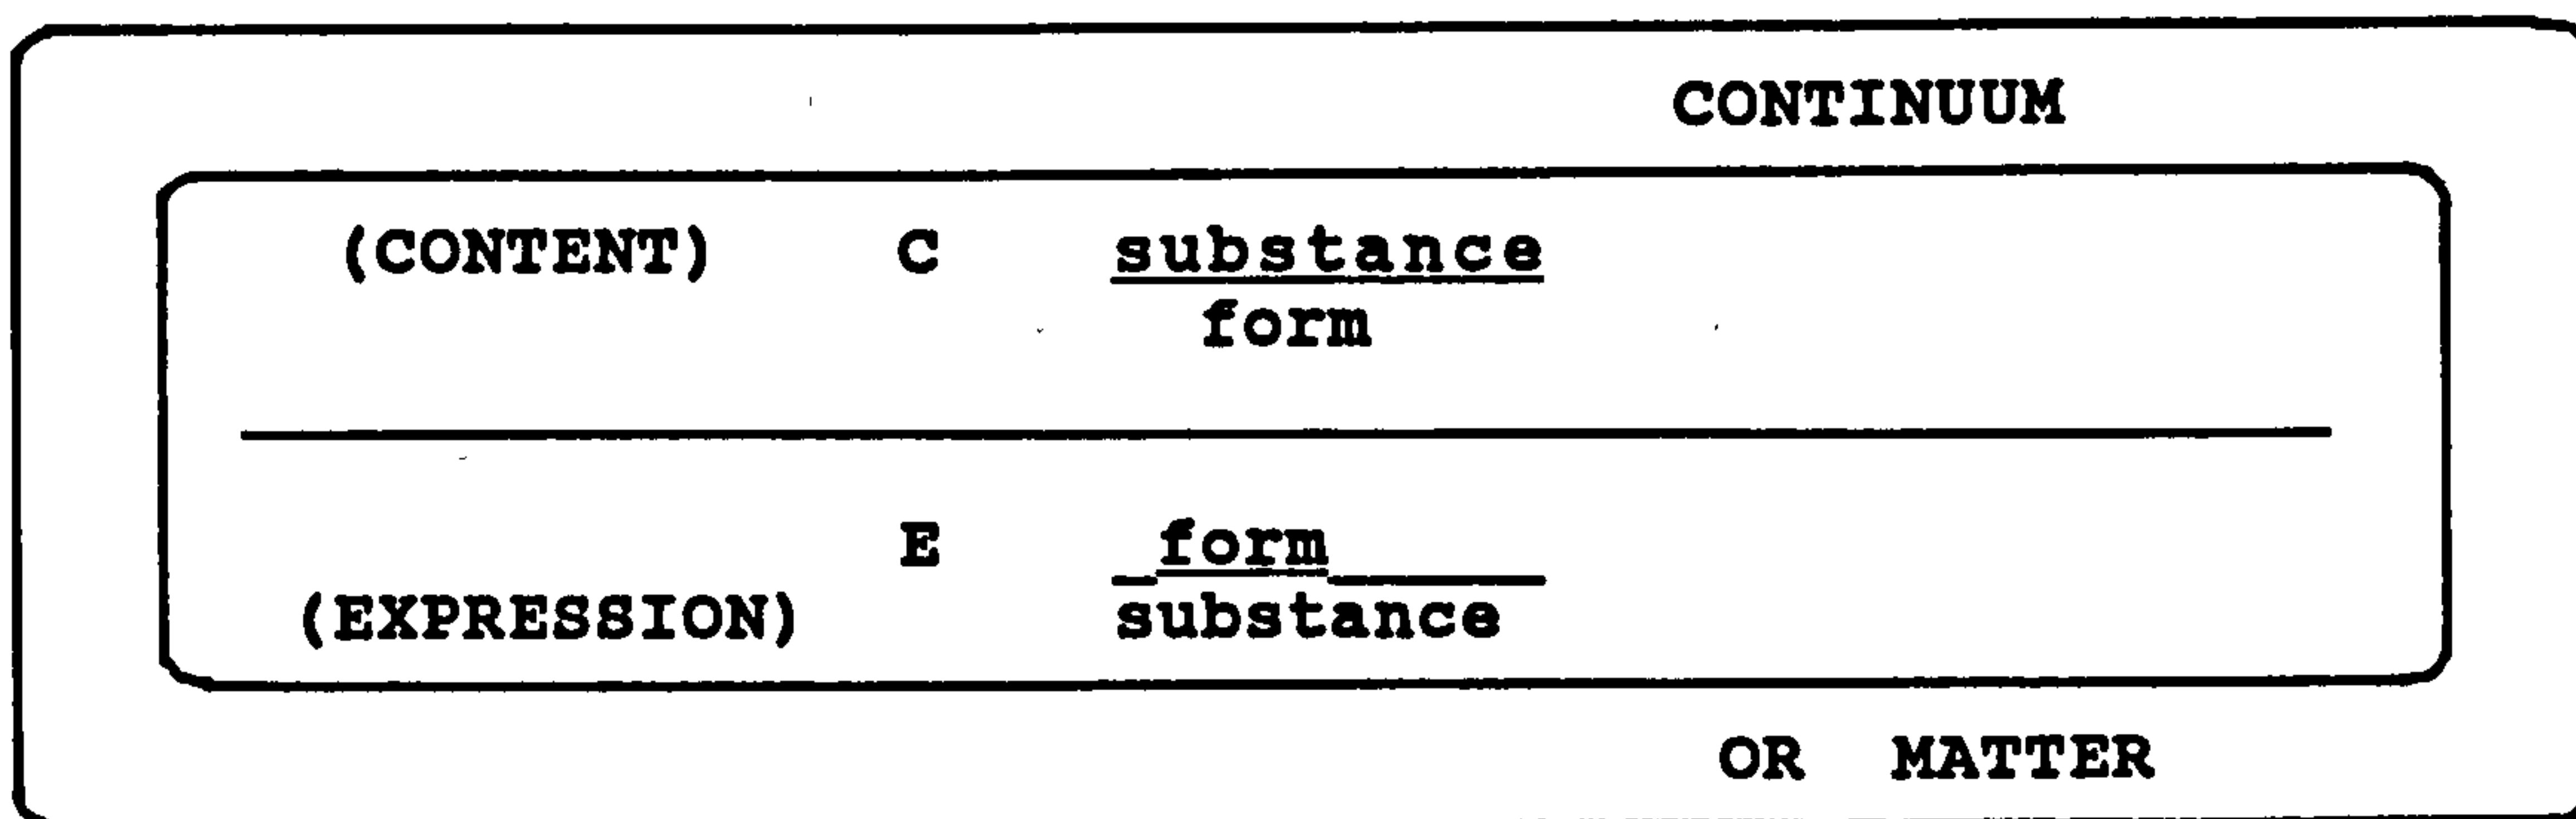 CONTINUUM
(CONTENT) C substance
form
E form
(EXPRESSION) substance
OR MATTER